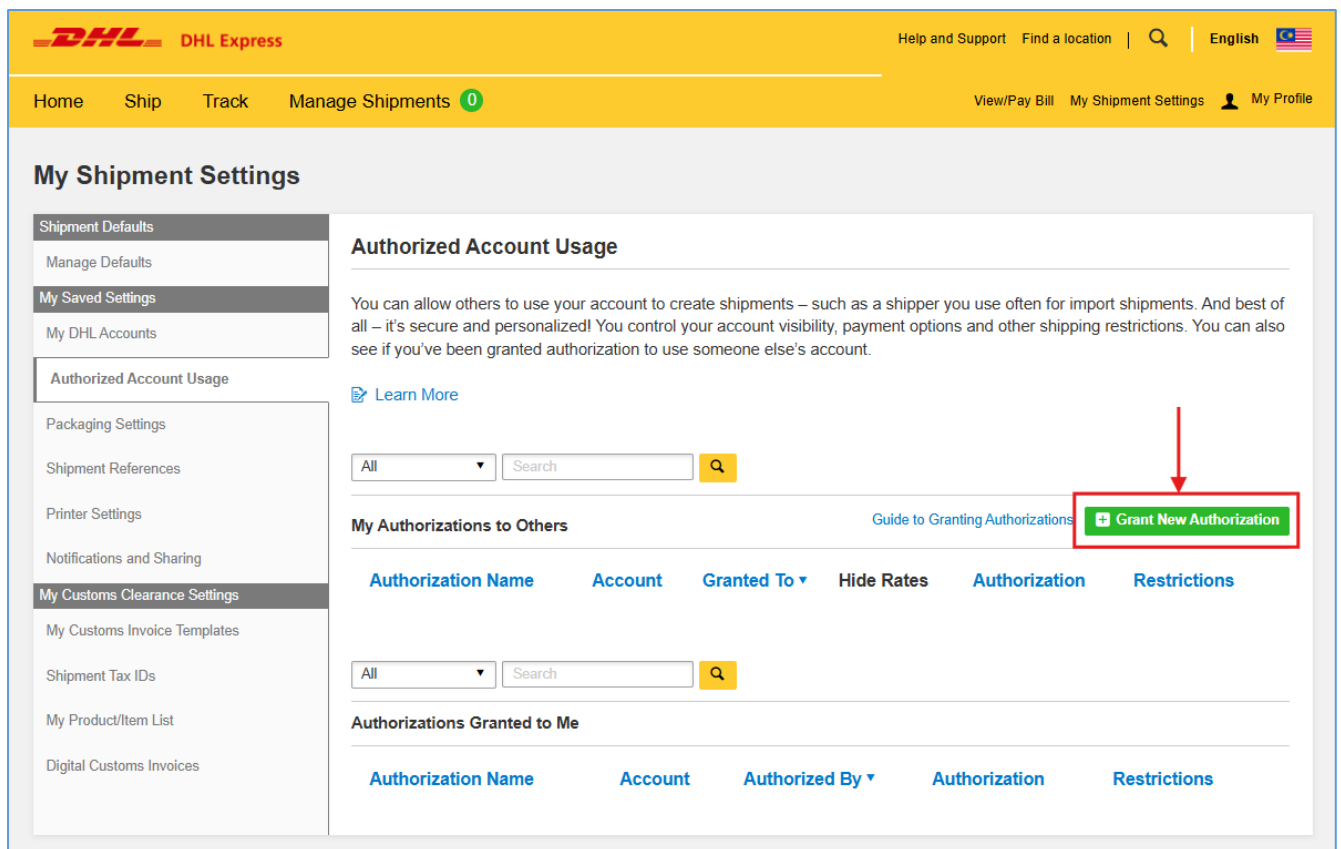 DHL DHL Express
Help and Support Find a location | English
Home Ship Track Manage Shipments 0
View/Pay Bill My Shipment Settings My Profile
My Shipment Settings
Shipment Defaults
Manage Defaults
My Saved Settings
My DHL Accounts
Authorized Account Usage
Packaging Settings
Shipment References
Printer Settings
Notifications and Sharing
My Customs Clearance Settings
My Customs Invoice Templates
Shipment Tax IDs
My Product/Item List
Digital Customs Invoices
Authorized Account Usage
You can allow others to use your account to create shipments – such as a shipper you use often for import shipments. And best of
all – it's secure and personalized! You control your account visibility, payment options and other shipping restrictions. You can also
see if you've been granted authorization to use someone else's account.
Learn More
All Search
My Authorizations to Others Guide to Granting Authorizations Grant New Authorization
Authorization Name Account Granted To Hide Rates Authorization Restrictions
All Search
Authorizations Granted to Me
Authorization Name Account Authorized By Authorization Restrictions